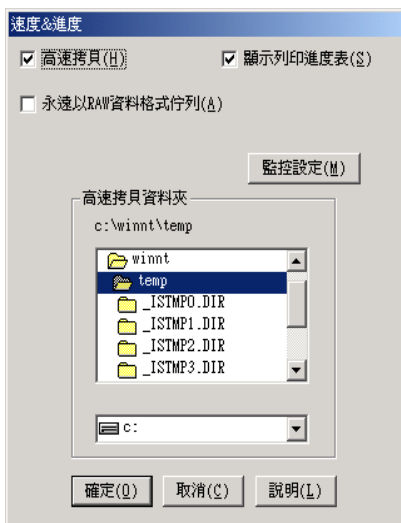 速度&進度
高速拷貝(H) 顯示列印進度表(S)
永遠以RAW資料格式佇列(A)
監控設定(M)
高速拷貝資料夾
c:\winnt\temp
winnt
temp
_ISTMP0.DIR
_ISTMP1.DIR
_ISTMP2.DIR
_ISTMP3.DIR
c:
確定(O) 取消(C) 說明(L)